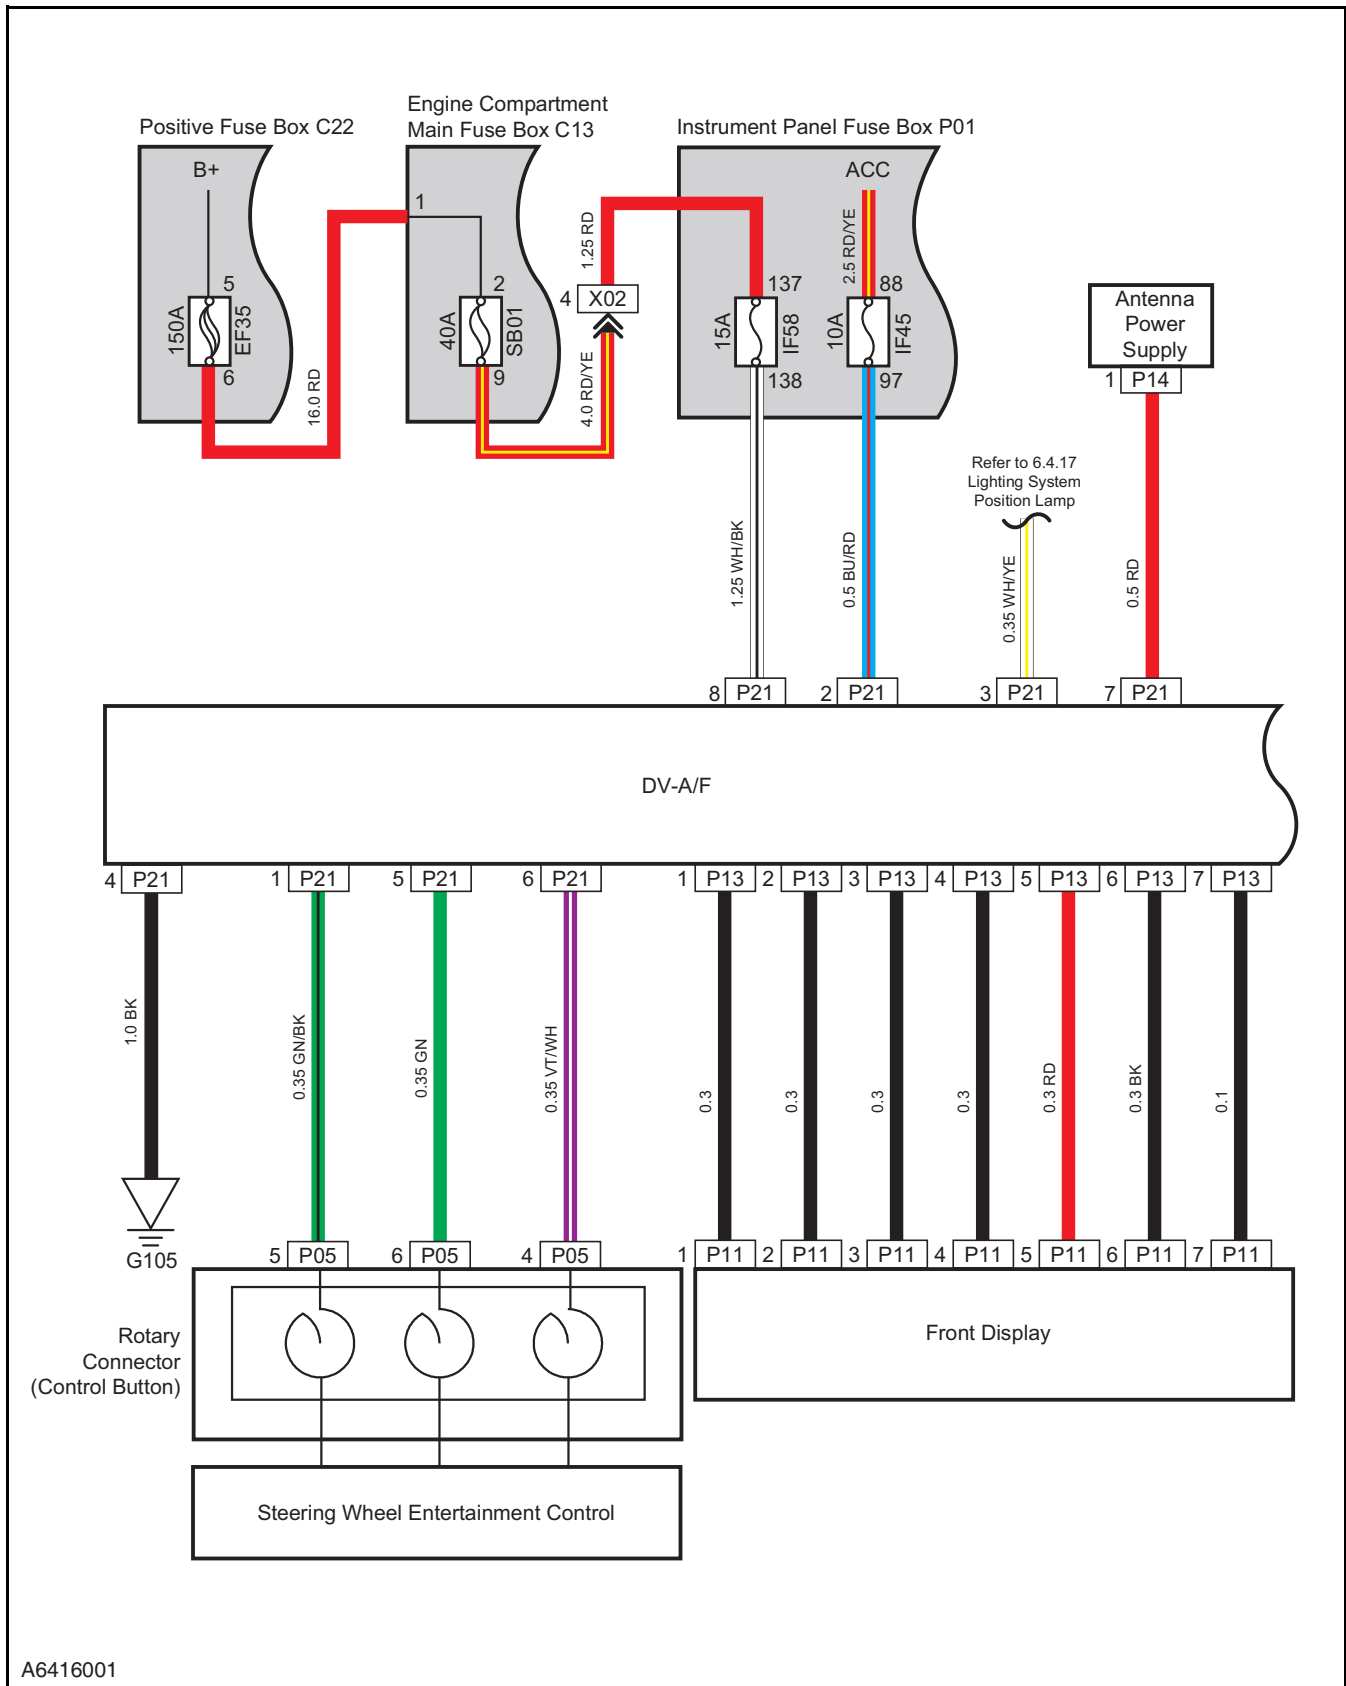 Positive Fuse Box C22
Engine Compartment
Main Fuse Box C13
Instrument Panel Fuse Box P01
B+
1
ACC
5
150A
EF35
6
16.0 RD
2
40A
SB01
9
1.25 RD
4 X02
4.0 RD/YE
137
15A
IF58
138
2.5 RD/YE
88
10A
IF45
97
Antenna
Power
Supply
1 P14
Refer to 6.4.17
Lighting System
Position Lamp
1.25 WH/BK
0.5 BU/RD
0.35 WH/YE
0.5 RD
8 P21
2 P21
3 P21
7 P21
DV-A/F
4 P21
1 P21
5 P21
6 P21
1 P13
2 P13
3 P13
4 P13
5 P13
6 P13
7 P13
1.0 BK
0.35 GN/BK
0.35 GN
0.35 VT/WH
0.3
0.3
0.3
0.3
0.3 RD
0.3 BK
0.1
G105
5 P05
6 P05
4 P05
1 P11
2 P11
3 P11
4 P11
5 P11
6 P11
7 P11
Rotary
Connector
(Control Button)
Front Display
Steering Wheel Entertainment Control
A6416001